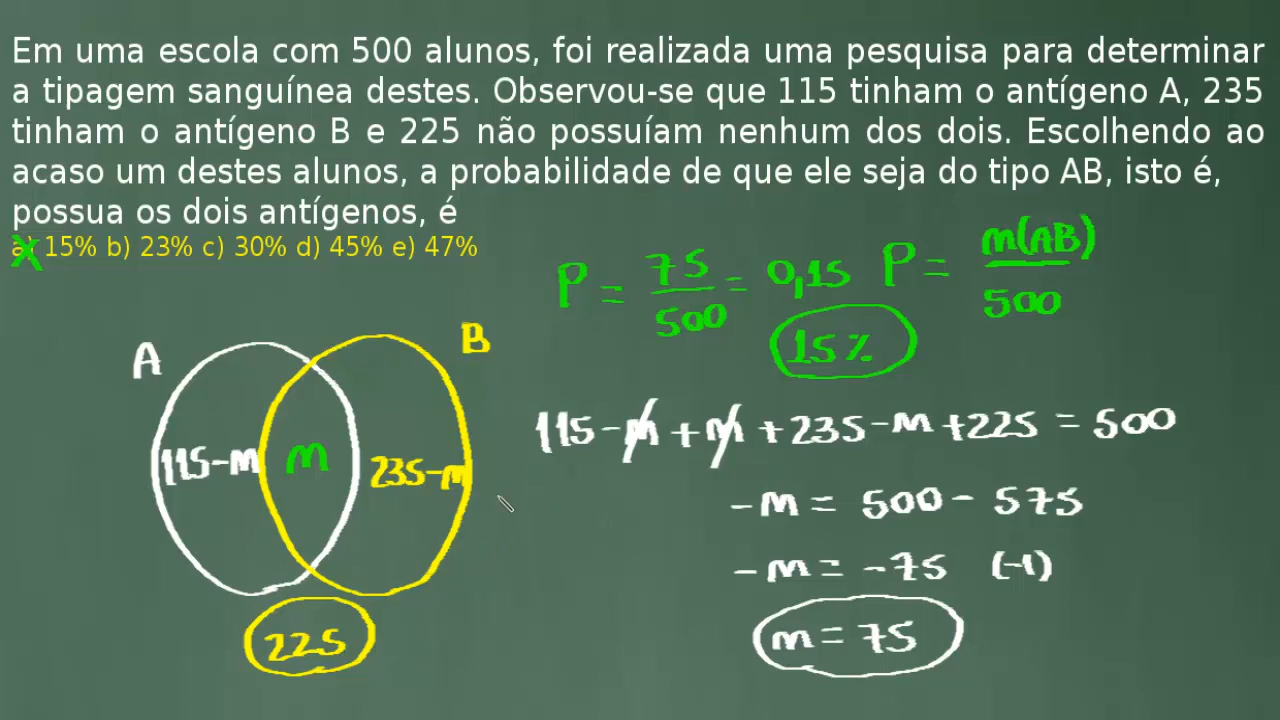 Em uma escola com 500 alunos, foi realizada uma pesquisa para determinar
a tipagem sanguínea destes. Observou-se que 115 tinham o antígeno A, 235
tinham o antígeno B e 225 não possuíam nenhum dos dois. Escolhendo ao
acaso um destes alunos, a probabilidade de que ele seja do tipo AB, isto é,
possua os dois antígenos, é
a) 15% b) 23% c) 30% d) 45% e) 47%
P = 75/500 = 0,15
P = m(AB)/500
15%
A
B
115-m
m
235-m
225
115-m+m+235-m+225 = 500
-m = 500 - 575
-m = -75 (-1)
m = 75